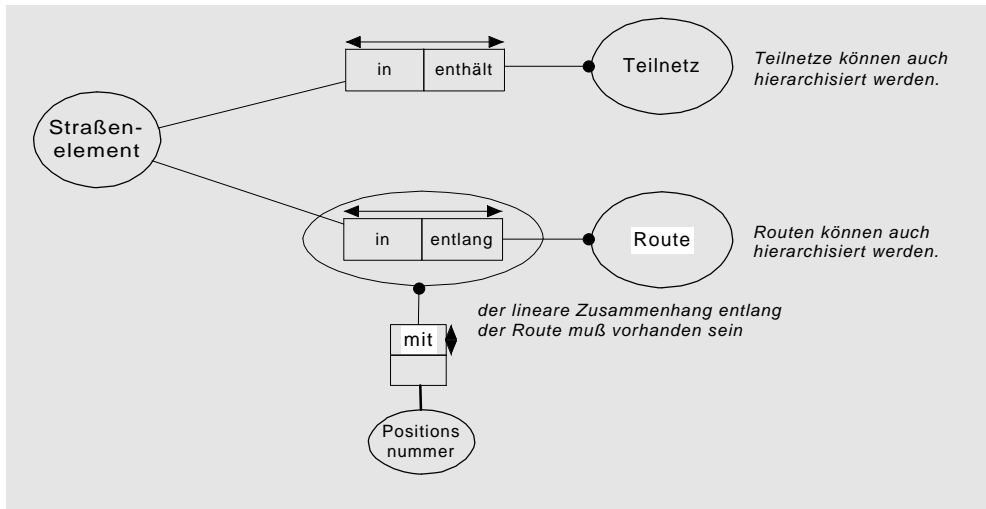 in
enthält
Teilnetz
Teilnetze können auch
hierarchisiert werden.
Straßen-
element
in
entlang
Route
Routen können auch
hierarchisiert werden.
der lineare Zusammenhang entlang
der Route muß vorhanden sein
mit
Positions
nummer